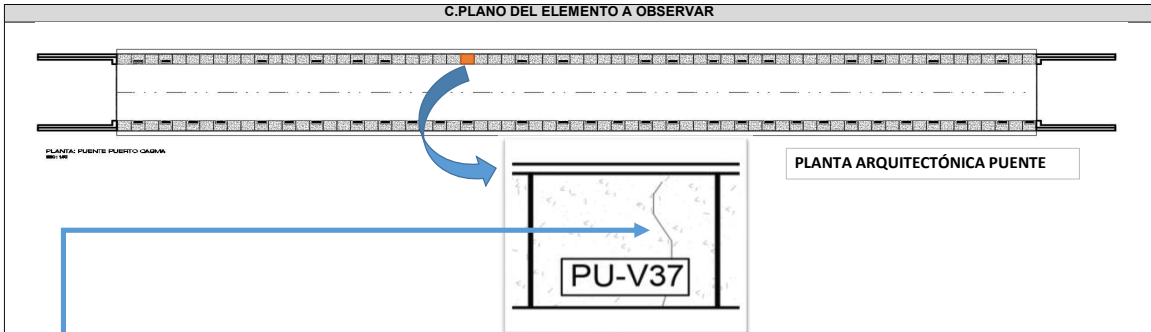 C.PLANO DEL ELEMENTO A OBSERVAR
PLANTA: PUENTE PUERTO CASMA
PLANTA ARQUITECTÓNICA PUENTE
PU-V37